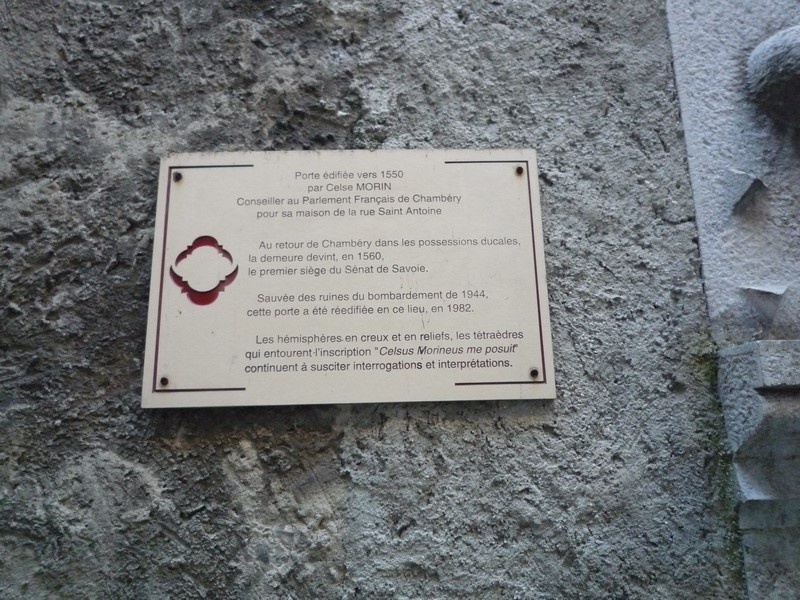 Porte édifiée vers 1550
par Celse MORIN
Conseiller au Parlement Français de Chambéry
pour sa maison de la rue Saint Antoine
Au retour de Chambéry dans les possessions ducales,
la demeure devint, en 1560,
le premier siège du Sénat de Savoie.
Sauvée des ruines du bombardement de 1944,
cette porte a été réedifiée en ce lieu, en 1982.
Les hémisphères en creux et en reliefs, les tétraèdres
qui entourent l'inscription "Celsus Morineus me posuit"
continuent à susciter interrogations et interprétations.